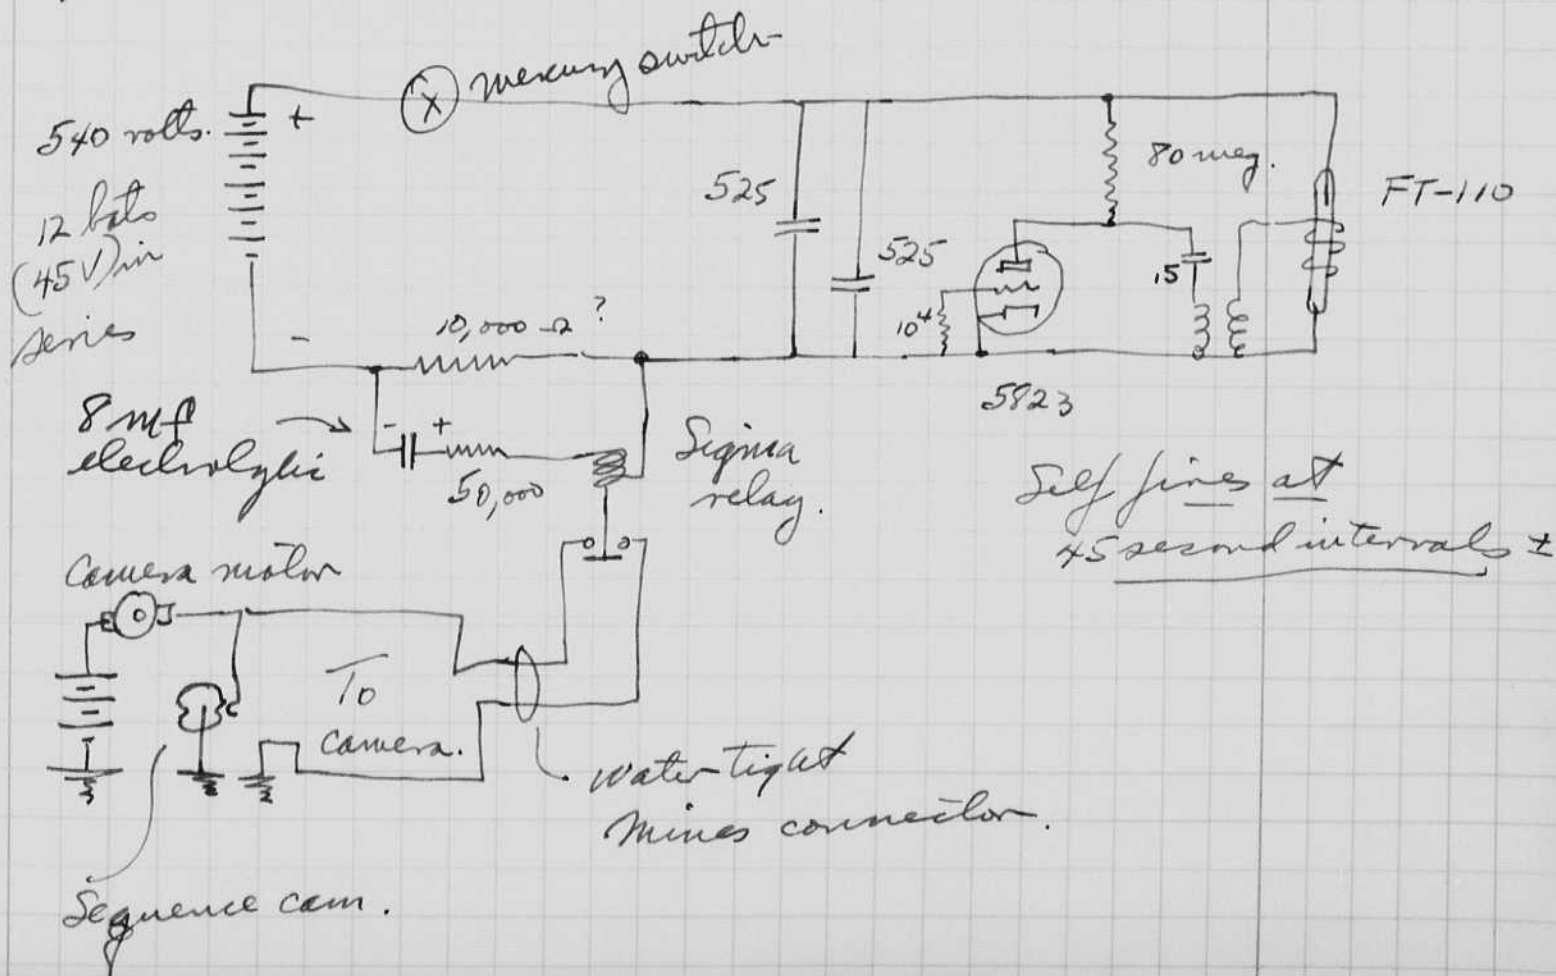 mercury switch
540 volts.
+
12 bats
(45V) in
series
-
525
525
80 meg.
FT-110
.5
10⁴
5823
10,000 Ω ?
8 mf
electrolytic
- +
50,000
Sigma
relay.
Self fires at
45 second intervals ±
Camera motor
To
camera.
water tight
Mines connector.
Sequence cam.